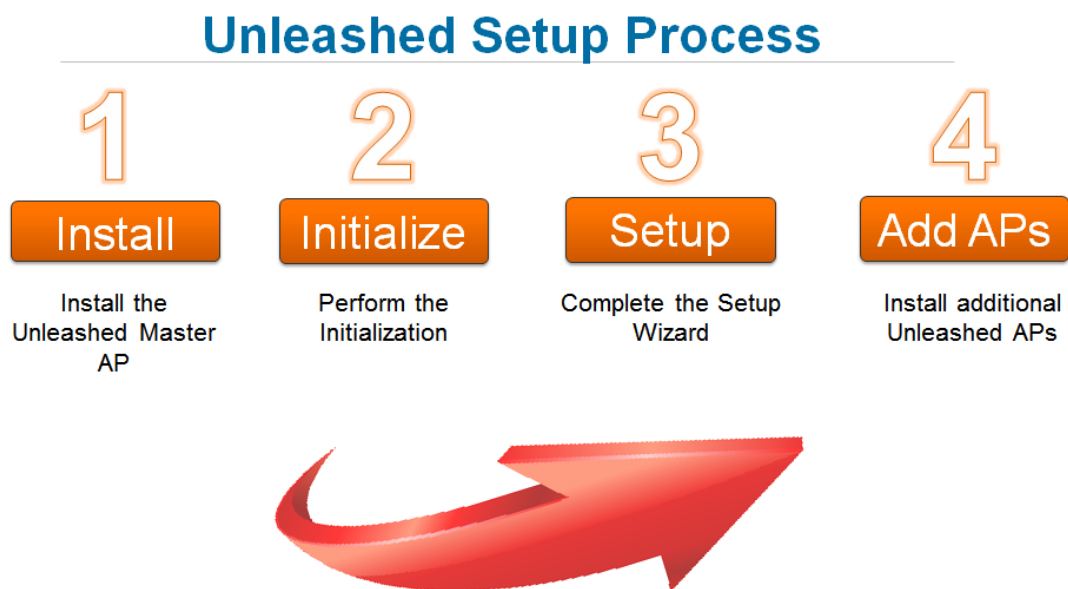 Unleashed Setup Process
1
2
3
4
Install
Initialize
Setup
Add APs
Install the
Unleashed Master
AP
Perform the
Initialization
Complete the Setup
Wizard
Install additional
Unleashed APs